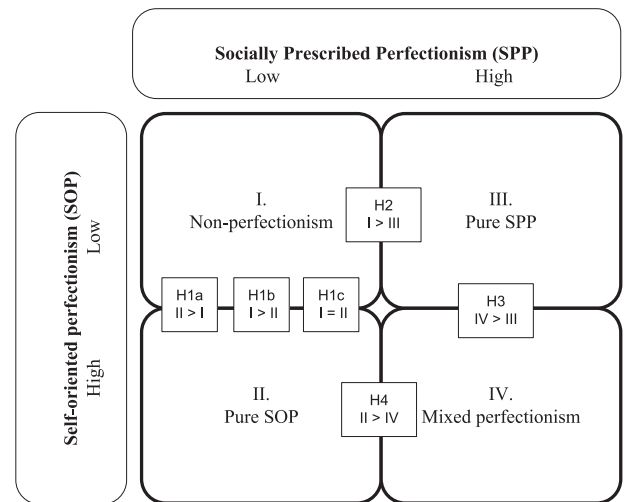 Socially Prescribed Perfectionism (SPP)
Low
High
Self-oriented perfectionism (SOP)
Low
High
I.
Non-perfectionism
H2
I > III
III.
Pure SPP
H1a
II > I
H1b
I > II
H1c
I = II
H3
IV > III
II.
Pure SOP
H4
II > IV
IV.
Mixed perfectionism